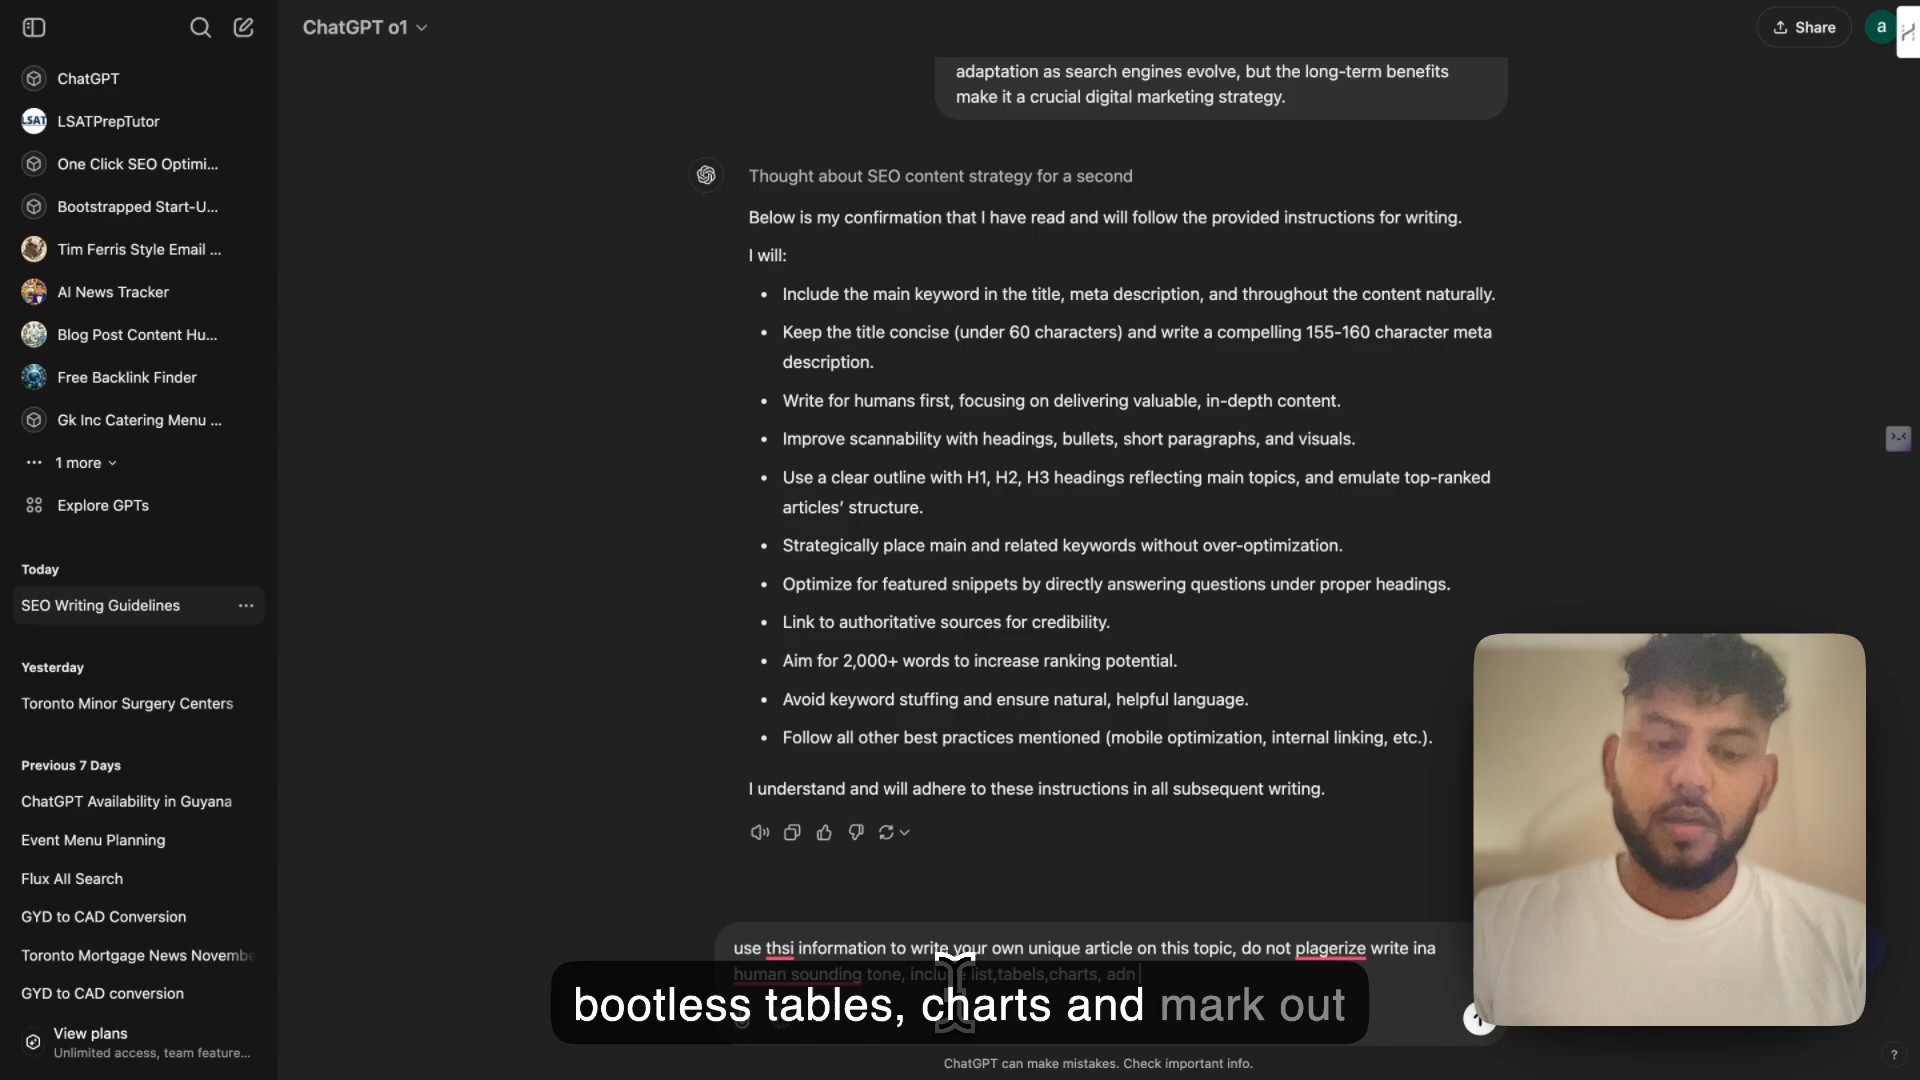 ChatGPT o1
Share
a
ChatGPT
LSAT
LSATPrepTutor
One Click SEO Optimi...
Bootstrapped Start-U...
Tim Ferris Style Email ...
AI News Tracker
Blog Post Content Hu...
Free Backlink Finder
Gk Inc Catering Menu ...
1 more
Explore GPTs
Today
SEO Writing Guidelines
Yesterday
Toronto Minor Surgery Centers
Previous 7 Days
ChatGPT Availability in Guyana
Event Menu Planning
Flux All Search
GYD to CAD Conversion
Toronto Mortgage News Novembe
GYD to CAD conversion
View plans
Unlimited access, team feature...
adaptation as search engines evolve, but the long-term benefits
make it a crucial digital marketing strategy.
Thought about SEO content strategy for a second
Below is my confirmation that I have read and will follow the provided instructions for writing.
I will:
• Include the main keyword in the title, meta description, and throughout the content naturally.
• Keep the title concise (under 60 characters) and write a compelling 155-160 character meta
description.
• Write for humans first, focusing on delivering valuable, in-depth content.
• Improve scannability with headings, bullets, short paragraphs, and visuals.
• Use a clear outline with H1, H2, H3 headings reflecting main topics, and emulate top-ranked
articles’ structure.
• Strategically place main and related keywords without over-optimization.
• Optimize for featured snippets by directly answering questions under proper headings.
• Link to authoritative sources for credibility.
• Aim for 2,000+ words to increase ranking potential.
• Avoid keyword stuffing and ensure natural, helpful language.
• Follow all other best practices mentioned (mobile optimization, internal linking, etc.).
I understand and will adhere to these instructions in all subsequent writing.
use thsi information to write your own unique article on this topic, do not plagerize write ina
human sounding tone, include list,tabels,charts, adn
bootless tables, charts and mark out
ChatGPT can make mistakes. Check important info.
?